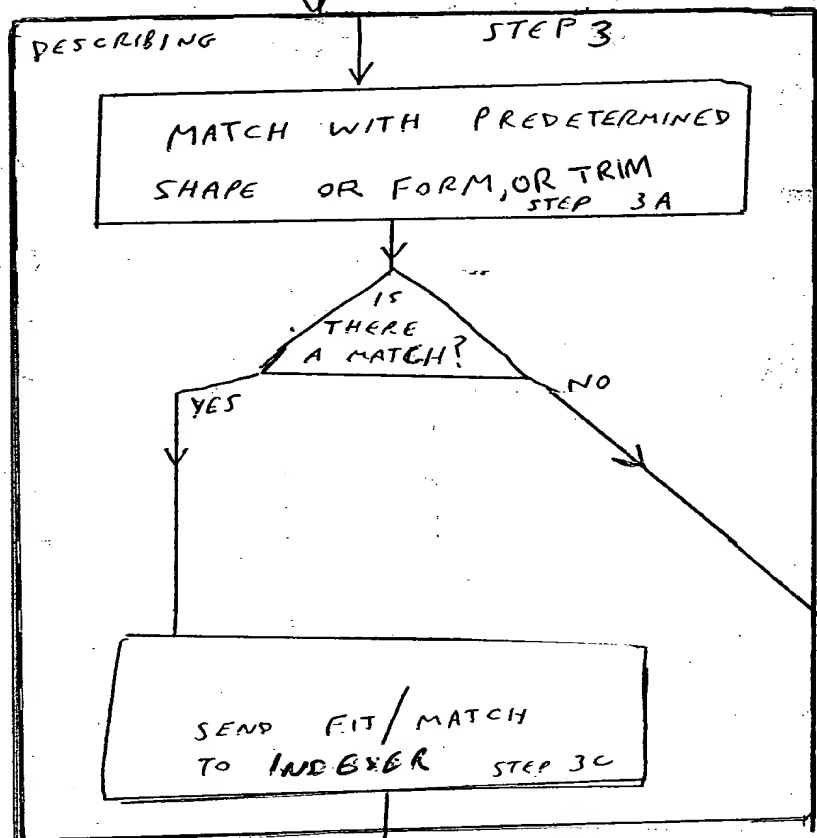 DESCRIBING STEP 3
MATCH WITH PREDETERMINED
SHAPE OR FORM, OR TRIM
STEP 3A
IS
THERE
A MATCH?
YES
NO
SEND FIT/MATCH
TO INDEXER STEP 3C